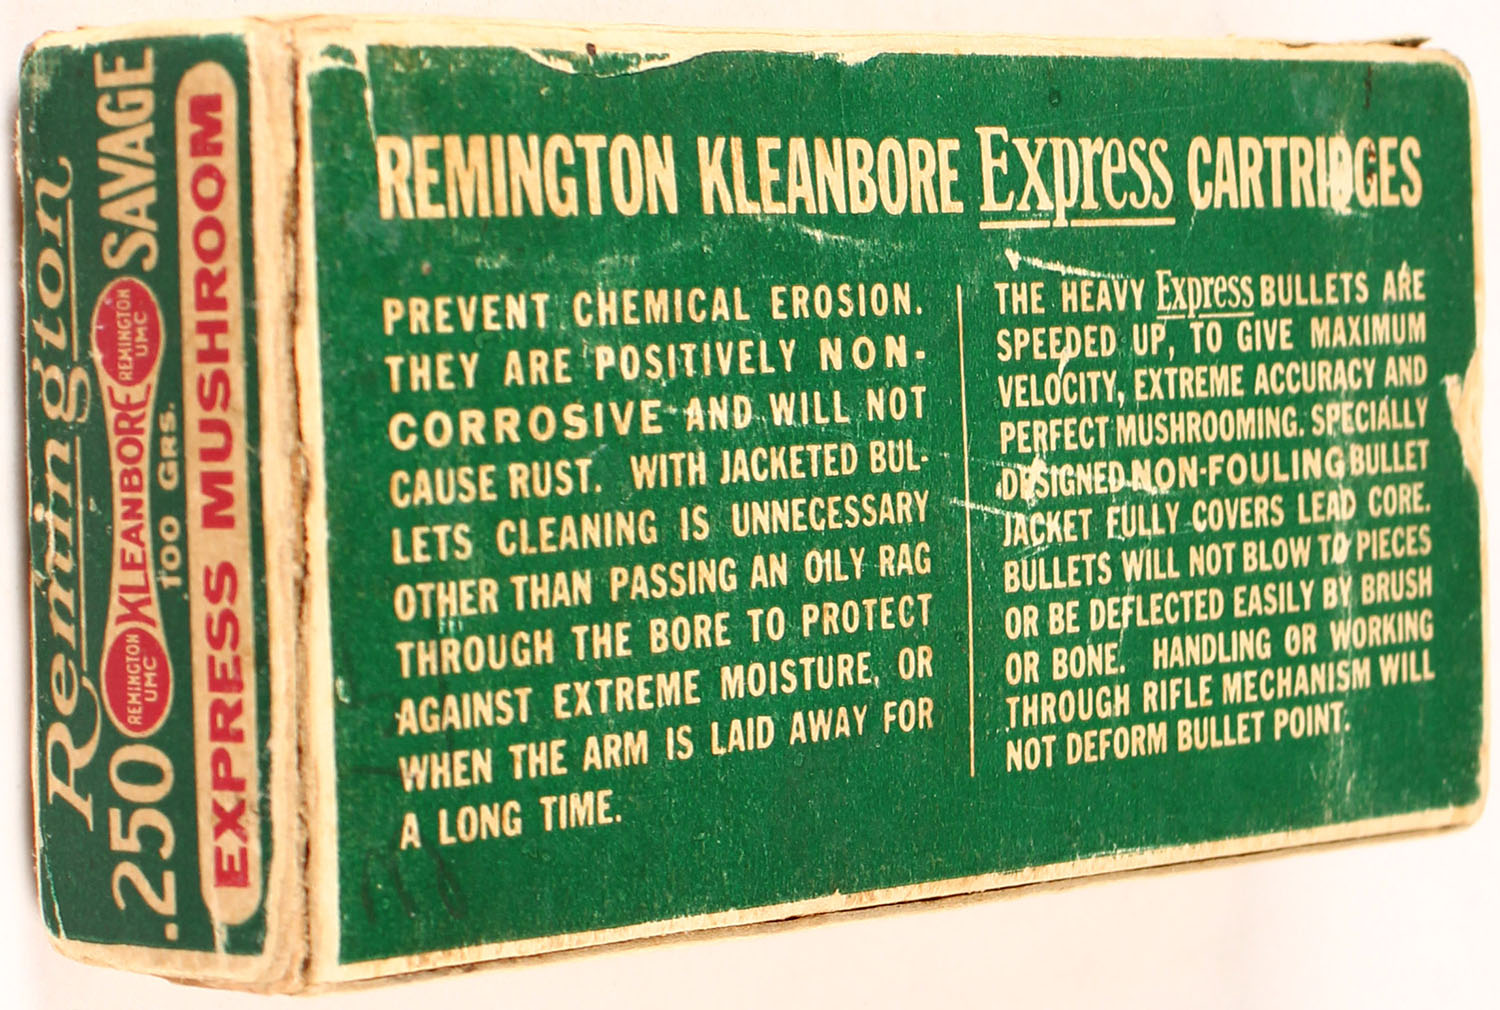 Remington
.250 REMINGTON UMC KLEANBORE REMINGTON UMC SAVAGE
100 GRS.
EXPRESS MUSHROOM
REMINGTON KLEANBORE Express CARTRIDGES
PREVENT CHEMICAL EROSION.
THEY ARE POSITIVELY NON-
CORROSIVE AND WILL NOT
CAUSE RUST. WITH JACKETED BUL-
LETS CLEANING IS UNNECESSARY
OTHER THAN PASSING AN OILY RAG
THROUGH THE BORE TO PROTECT
AGAINST EXTREME MOISTURE, OR
WHEN THE ARM IS LAID AWAY FOR
A LONG TIME.
THE HEAVY Express BULLETS ARE
SPEEDED UP, TO GIVE MAXIMUM
VELOCITY, EXTREME ACCURACY AND
PERFECT MUSHROOMING. SPECIALLY
DESIGNED NON-FOULING BULLET
JACKET FULLY COVERS LEAD CORE.
BULLETS WILL NOT BLOW TO PIECES
OR BE DEFLECTED EASILY BY BRUSH
OR BONE. HANDLING OR WORKING
THROUGH RIFLE MECHANISM WILL
NOT DEFORM BULLET POINT.